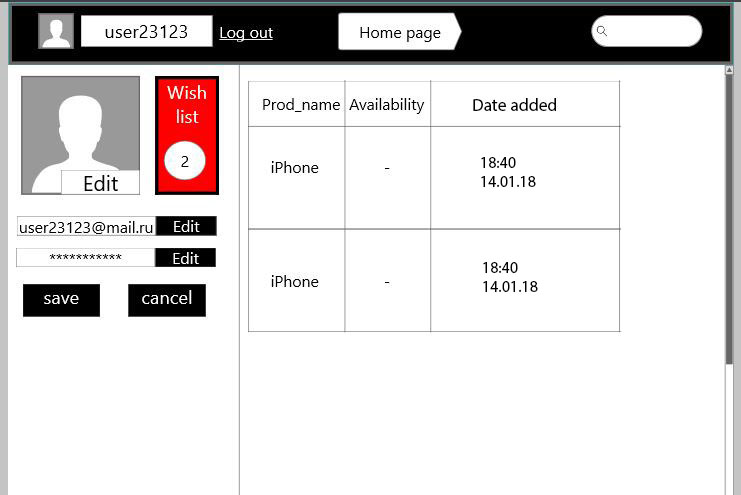 user23123 Log out Home page
Wish
list
2
Edit
user23123@mail.ru Edit
*********** Edit
save cancel
Prod_name Availability Date added
iPhone - 18:40
14.01.18
iPhone - 18:40
14.01.18